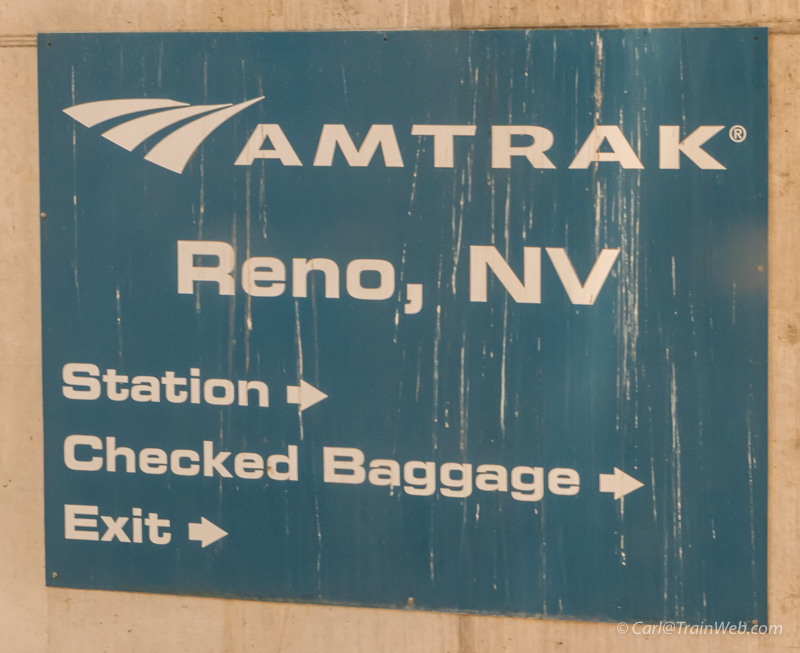 AMTRAK®
Reno, NV
Station ➡
Checked Baggage ➡
Exit ➡
© Carl@TrainWeb.com